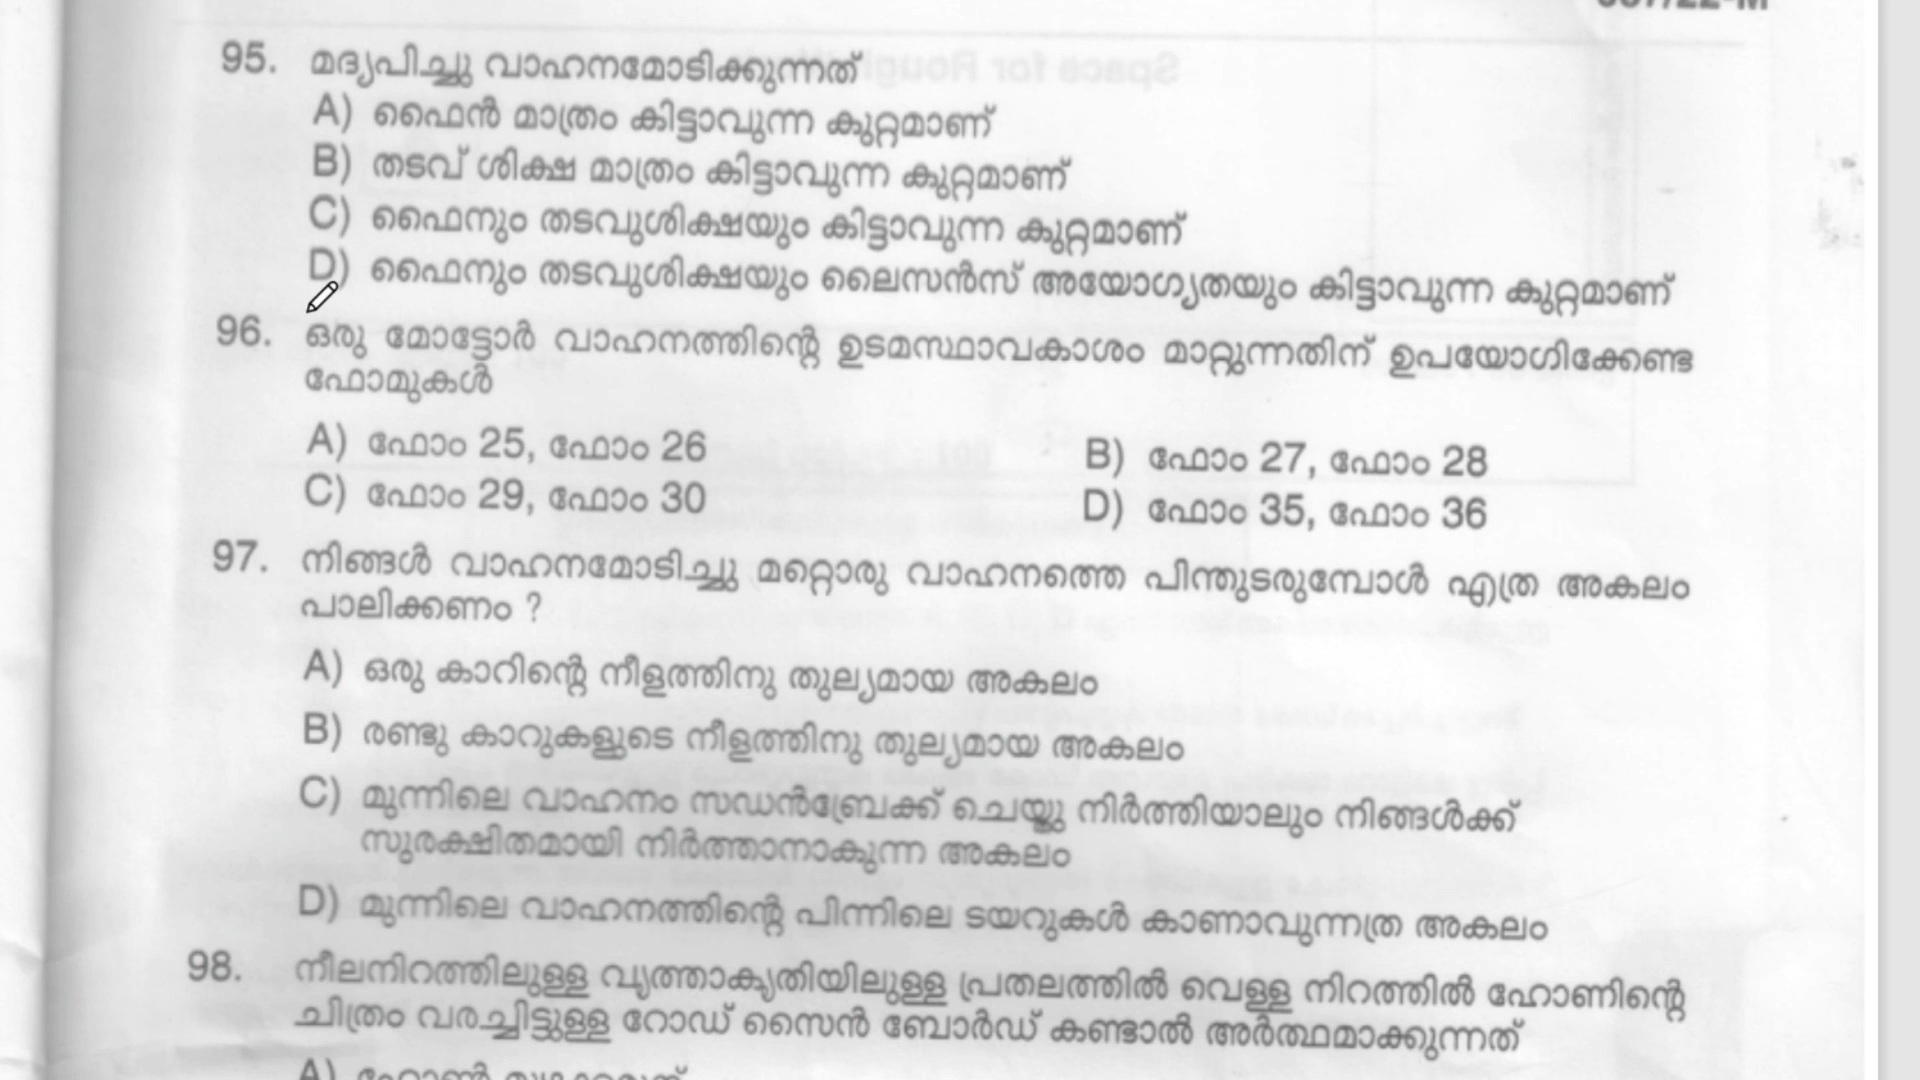 95. മദ്യപിച്ചു വാഹനമോടിക്കുന്നത്
A) ഫൈൻ മാത്രം കിട്ടാവുന്ന കുറ്റമാണ്
B) തടവ് ശിക്ഷ മാത്രം കിട്ടാവുന്ന കുറ്റമാണ്
C) ഫൈനും തടവുശിക്ഷയും കിട്ടാവുന്ന കുറ്റമാണ്
D) ഫൈനും തടവുശിക്ഷയും ലൈസൻസ് അയോഗ്യതയും കിട്ടാവുന്ന കുറ്റമാണ്
96. ഒരു മോട്ടോർ വാഹനത്തിന്റെ ഉടമസ്ഥാവകാശം മാറ്റുന്നതിന് ഉപയോഗിക്കേണ്ട
ഫോമുകൾ
A) ഫോം 25, ഫോം 26 B) ഫോം 27, ഫോം 28
C) ഫോം 29, ഫോം 30 D) ഫോം 35, ഫോം 36
97. നിങ്ങൾ വാഹനമോടിച്ചു മറ്റൊരു വാഹനത്തെ പിന്തുടരുമ്പോൾ എത്ര അകലം
പാലിക്കണം ?
A) ഒരു കാറിന്റെ നീളത്തിനു തുല്യമായ അകലം
B) രണ്ടു കാറുകളുടെ നീളത്തിനു തുല്യമായ അകലം
C) മുന്നിലെ വാഹനം സഡൻബ്രേക്ക് ചെയ്തു നിർത്തിയാലും നിങ്ങൾക്ക്
സുരക്ഷിതമായി നിർത്താനാകുന്ന അകലം
D) മുന്നിലെ വാഹനത്തിന്റെ പിന്നിലെ ടയറുകൾ കാണാവുന്നത്ര അകലം
98. നീലനിറത്തിലുള്ള വൃത്താകൃതിയിലുള്ള പ്രതലത്തിൽ വെള്ള നിറത്തിൽ ഹോണിന്റെ
ചിത്രം വരച്ചിട്ടുള്ള റോഡ് സൈൻ ബോർഡ് കണ്ടാൽ അർത്ഥമാക്കുന്നത്